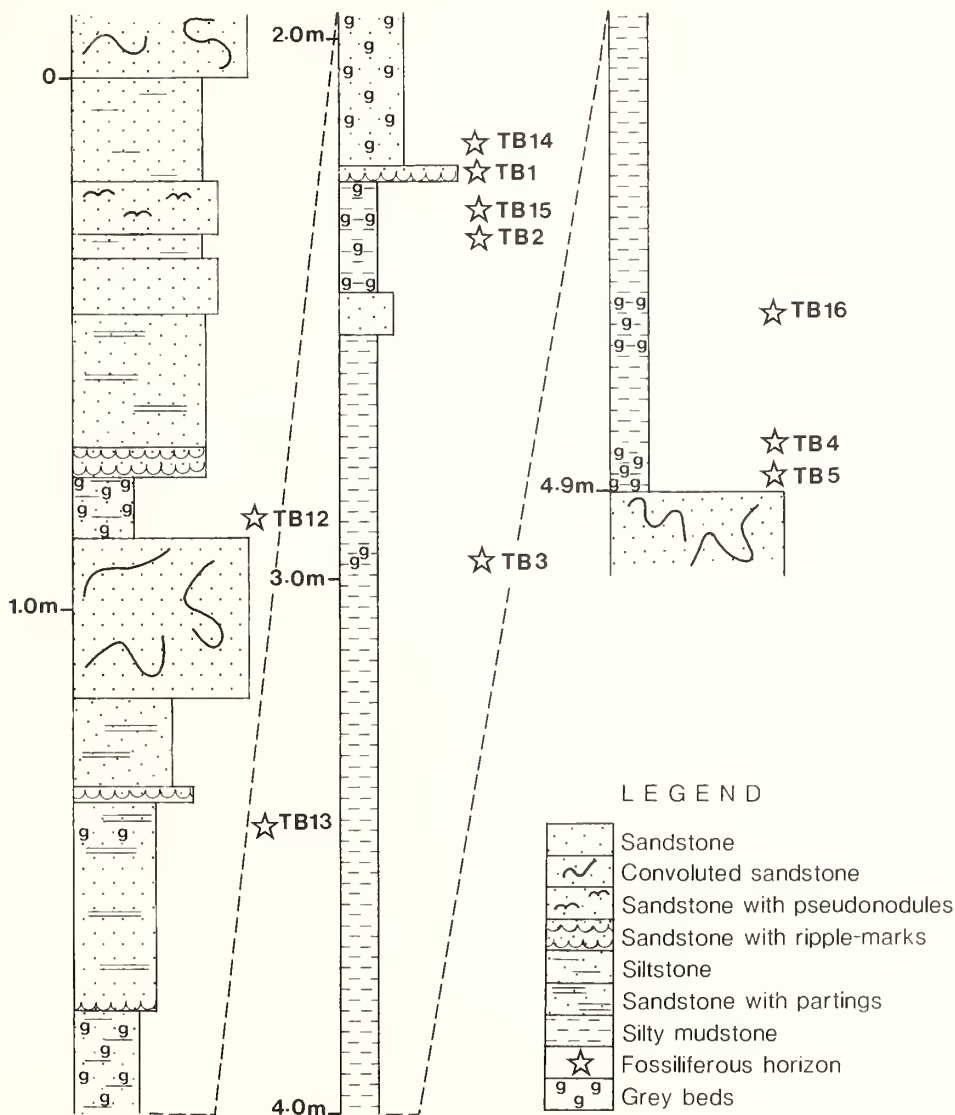 0
1.0m
TB12
TB13
2.0m
3.0m
4.0m
g
TB14
TB1
TB15
TB2
TB3
4.9m
TB16
TB4
TB5
LEGEND
Sandstone
Convoluted sandstone
Sandstone with pseudonodules
Sandstone with ripple-marks
Siltstone
Sandstone with partings
Silty mudstone
Fossiliferous horizon
g g g Grey beds